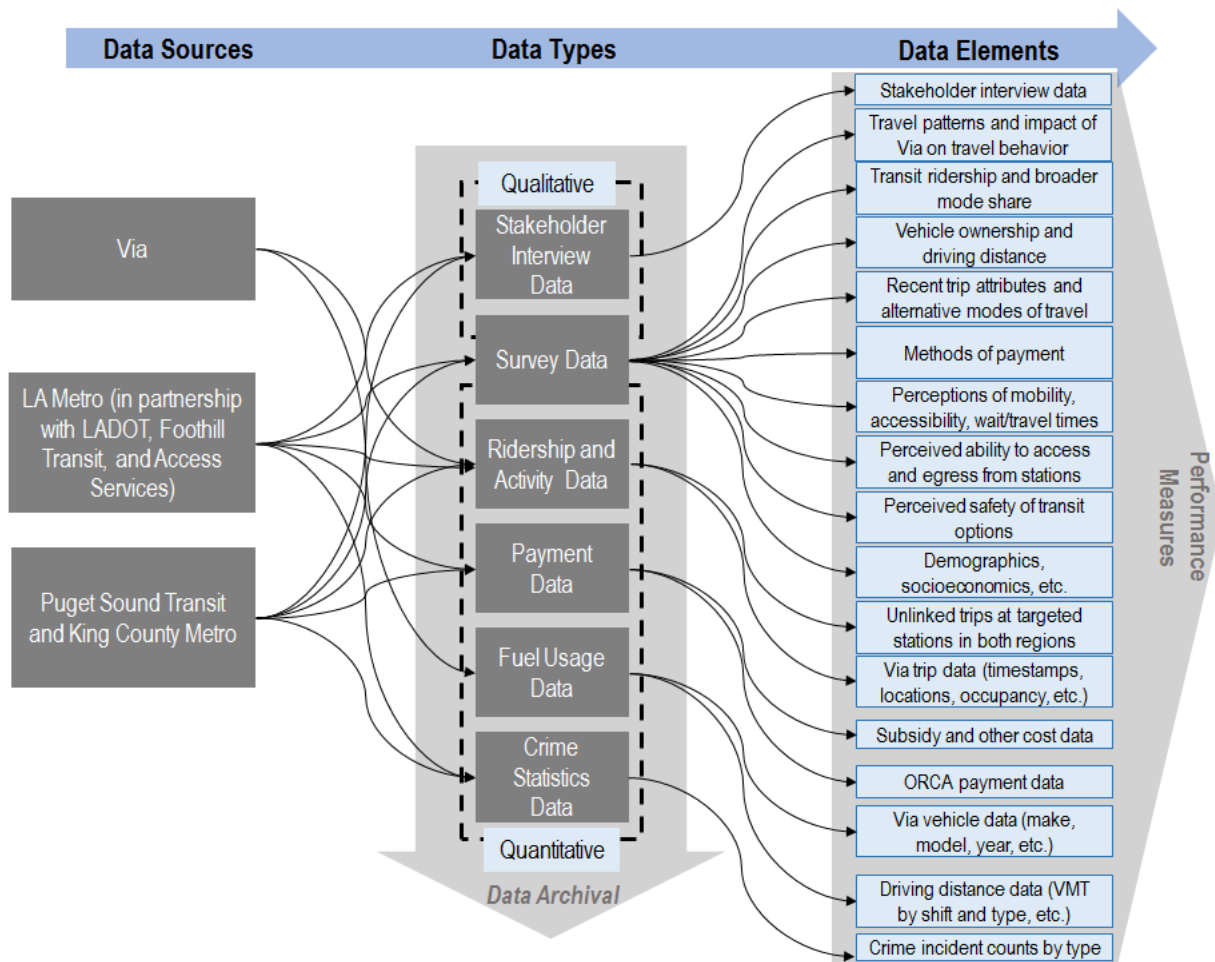 Data Sources
Data Types
Data Elements
Via
LA Metro (in partnership
with LADOT, Foothill
Transit, and Access
Services)
Puget Sound Transit
and King County Metro
Qualitative
Stakeholder
Interview
Data
Survey Data
Ridership and
Activity Data
Payment
Data
Fuel Usage
Data
Crime
Statistics
Data
Quantitative
Data Archival
Stakeholder interview data
Travel patterns and impact of
Via on travel behavior
Transit ridership and broader
mode share
Vehicle ownership and
driving distance
Recent trip attributes and
alternative modes of travel
Methods of payment
Perceptions of mobility,
accessibility, wait/travel times
Perceived ability to access
and egress from stations
Perceived safety of transit
options
Demographics,
socioeconomics, etc.
Unlinked trips at targeted
stations in both regions
Via trip data (timestamps,
locations, occupancy, etc.)
Subsidy and other cost data
ORCA payment data
Via vehicle data (make,
model, year, etc.)
Driving distance data (VMT
by shift and type, etc.)
Crime incident counts by type
Performance
Measures